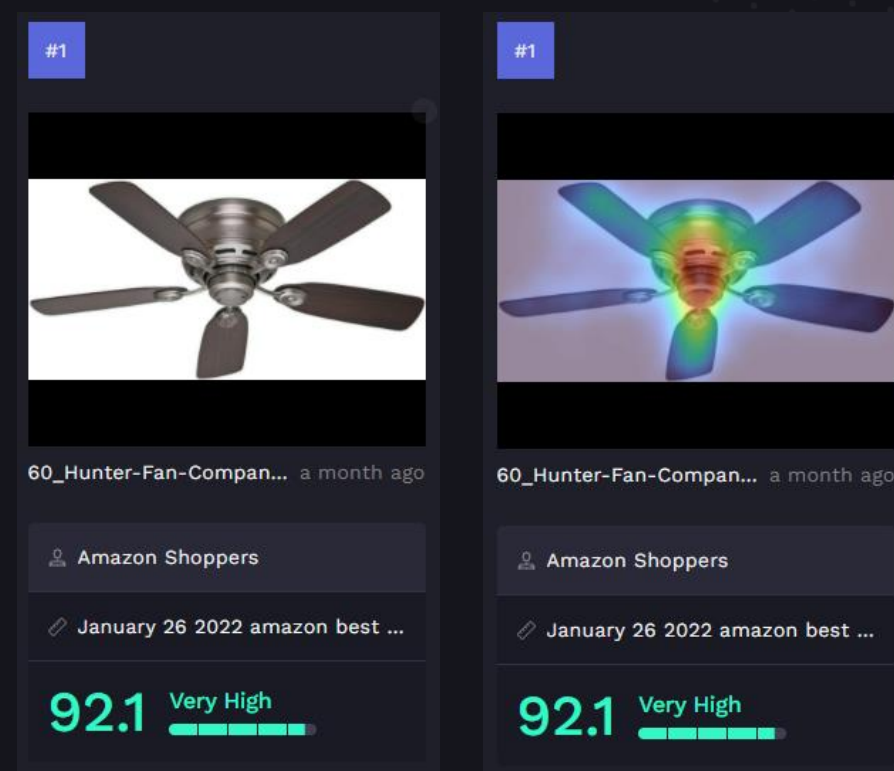 #1
60_Hunter-Fan-Compan... a month ago
Amazon Shoppers
January 26 2022 amazon best ...
92.1 Very High
#1
60_Hunter-Fan-Compan... a month ago
Amazon Shoppers
January 26 2022 amazon best ...
92.1 Very High